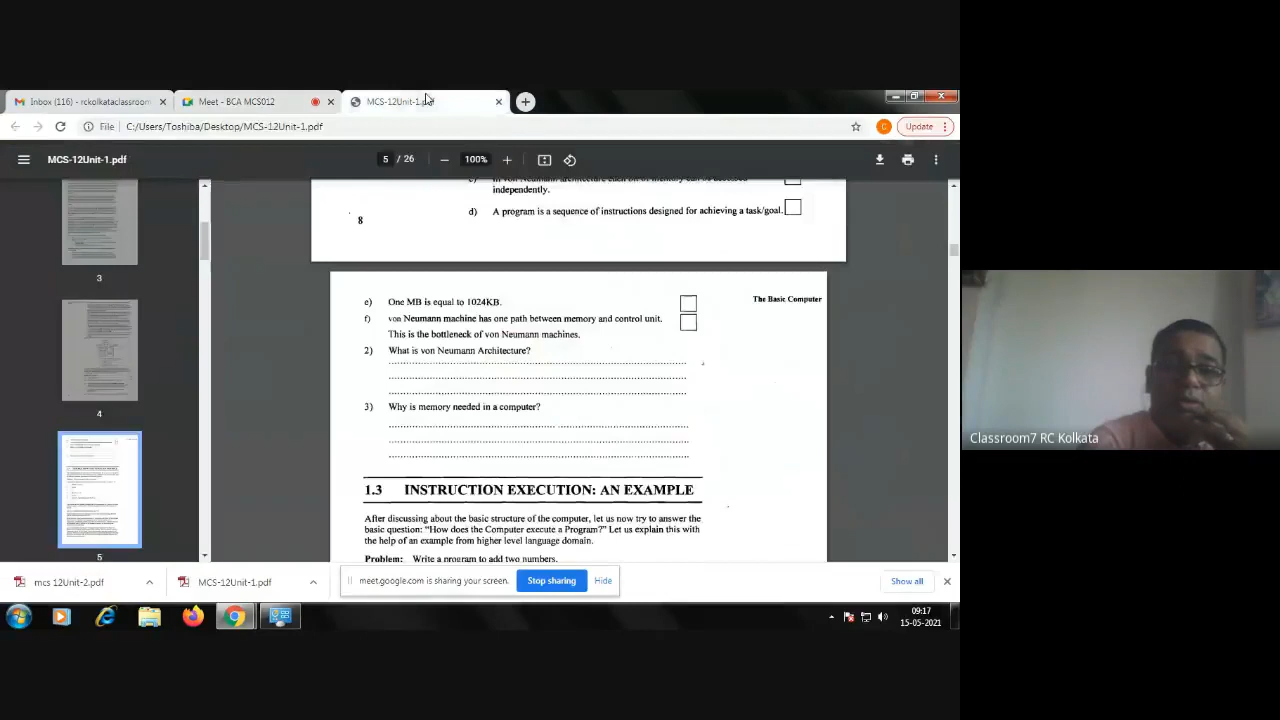 Inbox (116) - rckolkataclassroom
Meet - BCA MCS012
MCS-12Unit-1.pdf
File
C:/Users/Toshiba/Desktop/MCS-12Unit-1.pdf
Update
MCS-12Unit-1.pdf
5 / 26
100%
independently.
d) A program is a sequence of instructions designed for achieving a task/goal.
8
3
4
5
The Basic Computer
e) One MB is equal to 1024KB.
f) von Neumann machine has one path between memory and control unit.
This is the bottleneck of von Neumann machines.
2) What is von Neumann Architecture?
3) Why is memory needed in a computer?
1.3 INSTRUCTION EXECUTION: AN EXAMPLE
After discussing about the basic structure of the computer, let us now try to answer the
basic question: "How does the Computer execute a Program?" Let us explain this with
the help of an example from higher level language domain.
Problem: Write a program to add two numbers.
mcs 12Unit-2.pdf
MCS-12Unit-1.pdf
meet.google.com is sharing your screen.
Stop sharing
Hide
Show all
09:17
15-05-2021
Classroom7 RC Kolkata